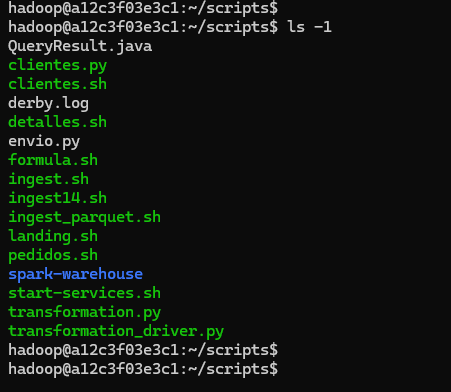 hadoop@a12c3f03e3c1:~/scripts$
hadoop@a12c3f03e3c1:~/scripts$ ls -1
QueryResult.java
clientes.py
clientes.sh
derby.log
detalles.sh
envio.py
formula.sh
ingest.sh
ingest14.sh
ingest_parquet.sh
landing.sh
pedidos.sh
spark-warehouse
start-services.sh
transformation.py
transformation_driver.py
hadoop@a12c3f03e3c1:~/scripts$
hadoop@a12c3f03e3c1:~/scripts$